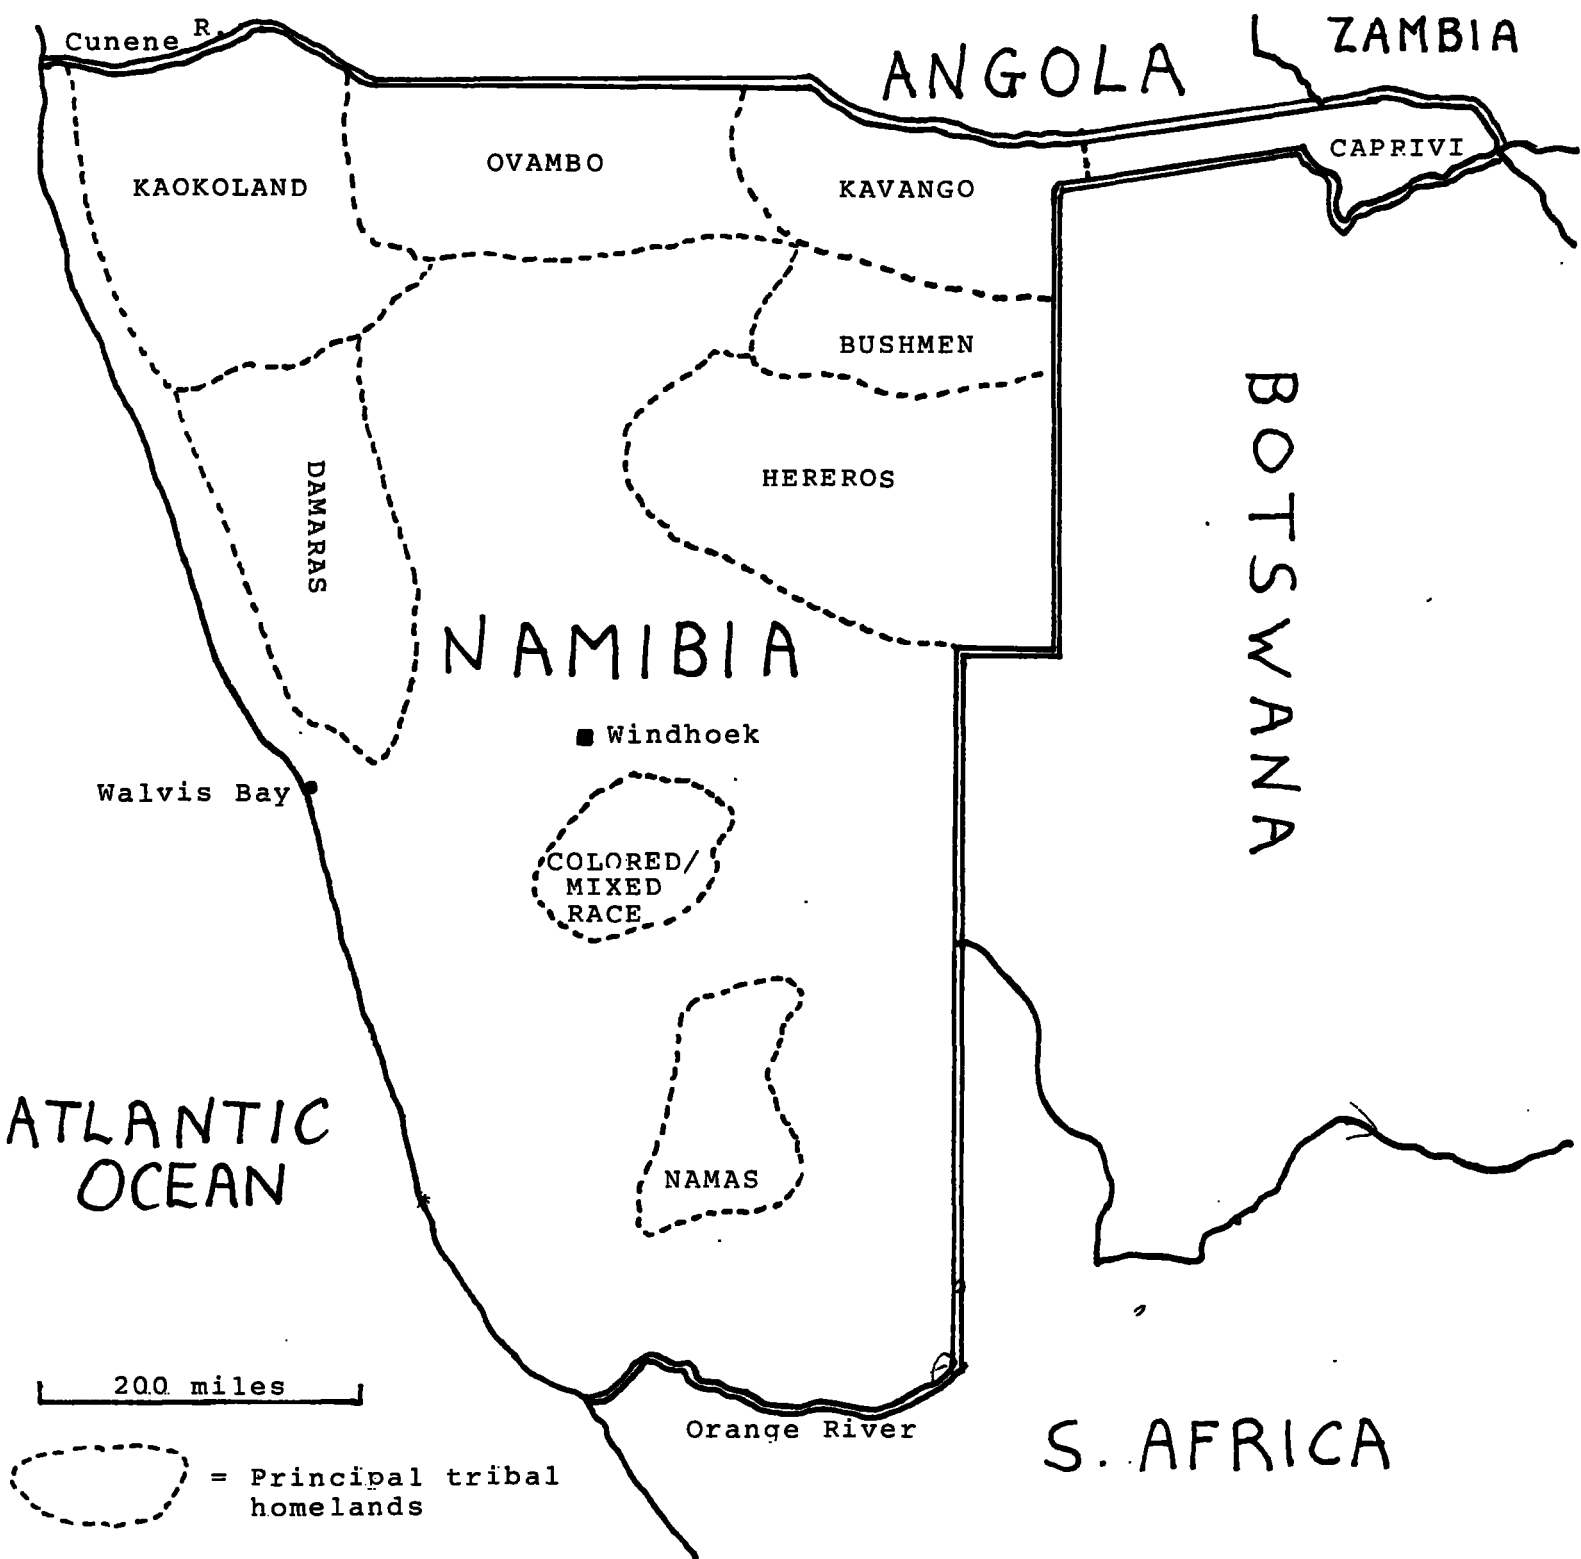 Cunene R.
ANGOLA
ZAMBIA
CAPRIVI
OVAMBO
KAOKOLAND
KAVANGO
BUSHMEN
BOTSWANA
HEREROS
DAMARAS
NAMIBIA
Windhoek
Walvis Bay
COLORED/
MIXED
RACE
ATLANTIC
OCEAN
NAMAS
200 miles
Orange River
S. AFRICA
= Principal tribal
homelands